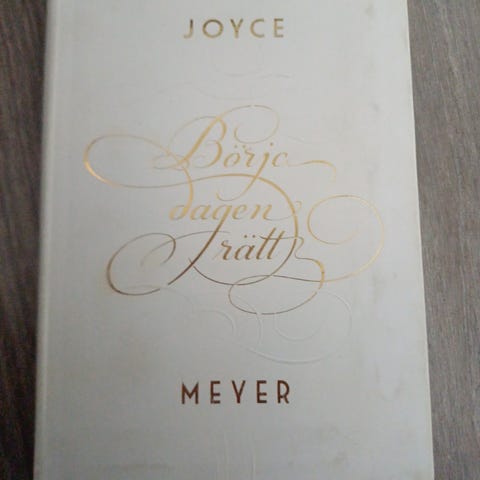 JOYCE
Börja
dagen
rätt
MEYER